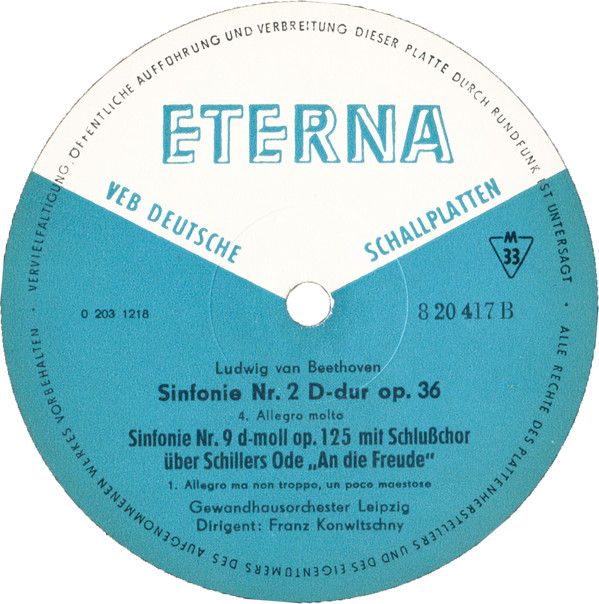 ALLE RECHTE DES PLATTENHERSTELLERS UND DES EIGENTÜMERS DES AUFGENOMMENEN WERKES VORBEHALTEN · VERVIELFÄLTIGUNG, ÖFFENTLICHE AUFFÜHRUNG UND VERBREITUNG DIESER PLATTE DURCH RUNDFUNK IST UNTERSAGT ·
ETERNA
VEB DEUTSCHE SCHALLPLATTEN
M
33
0 203 1218
8 20 417 B
Ludwig van Beethoven
Sinfonie Nr. 2 D-dur op. 36
4. Allegro molto
Sinfonie Nr. 9 d-moll op. 125 mit Schlußchor
über Schillers Ode „An die Freude“
1. Allegro ma non troppo, un poco maestose
Gewandhausorchester Leipzig
Dirigent: Franz Konwitschny